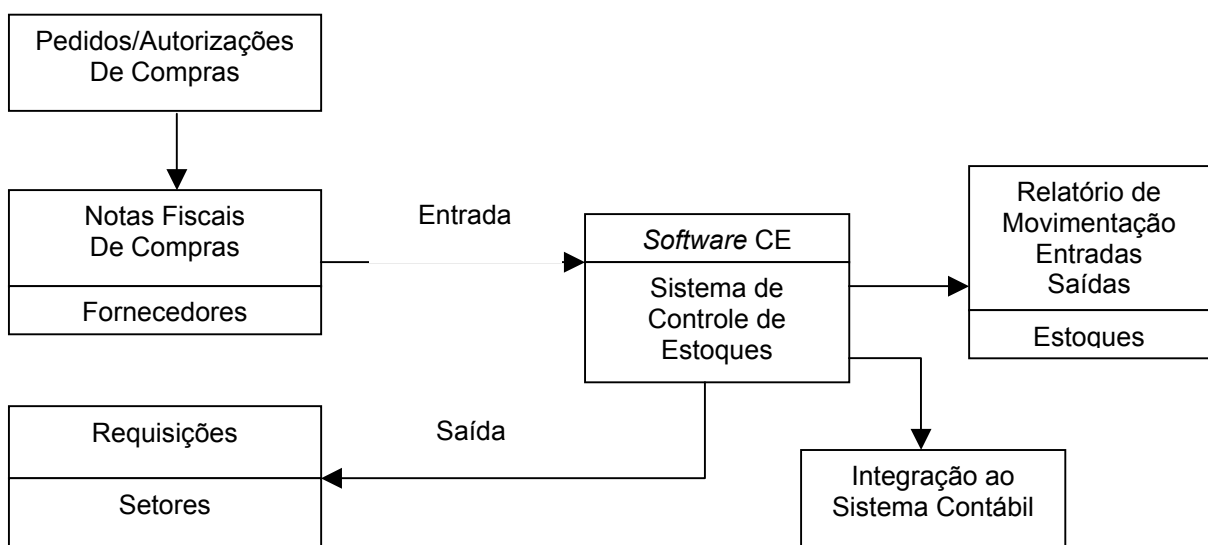 Pedidos/Autorizações
De Compras
Notas Fiscais
De Compras
Fornecedores
Entrada
Software CE
Sistema de
Controle de
Estoques
Relatório de
Movimentação
Entradas
Saídas
Estoques
Requisições
Setores
Saída
Integração ao
Sistema Contábil